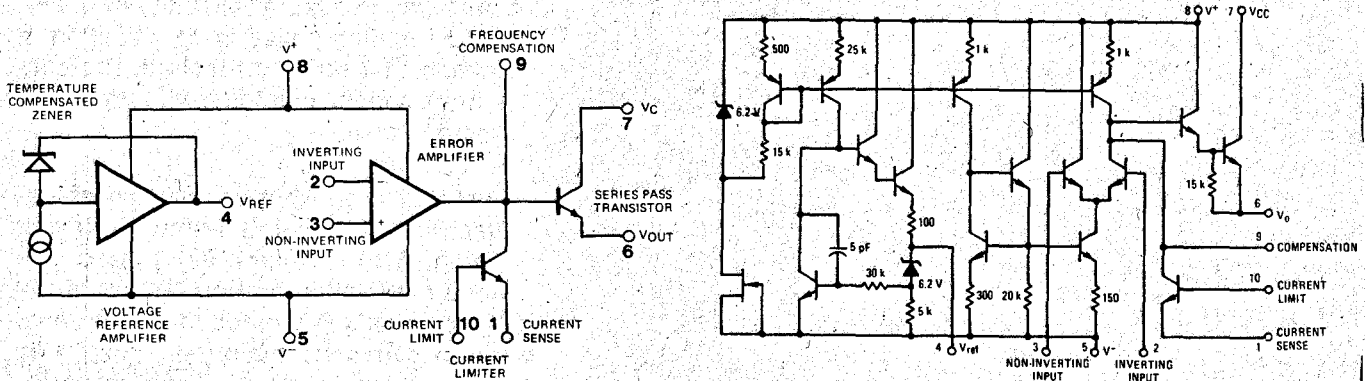 V+
8
FREQUENCY
COMPENSATION
9
TEMPERATURE
COMPENSATED
ZENER
VC
7
ERROR
AMPLIFIER
INVERTING
INPUT
2
−
4
VREF
SERIES PASS
TRANSISTOR
3
+
NON-INVERTING
INPUT
6
VOUT
VOLTAGE
REFERENCE
AMPLIFIER
5
V−
CURRENT
LIMIT
10
1
CURRENT
SENSE
CURRENT
LIMITER
8 V+
7 VCC
500
25 k
1 k
1 k
6.2 V
15 k
15 k
6
Vo
100
9
COMPENSATION
5 pF
30 k
6.2 V
5 k
300
20 k
150
10
CURRENT
LIMIT
CURRENT
SENSE
1
4 Vref
3
NON-INVERTING
INPUT
5 V−
2
INVERTING
INPUT